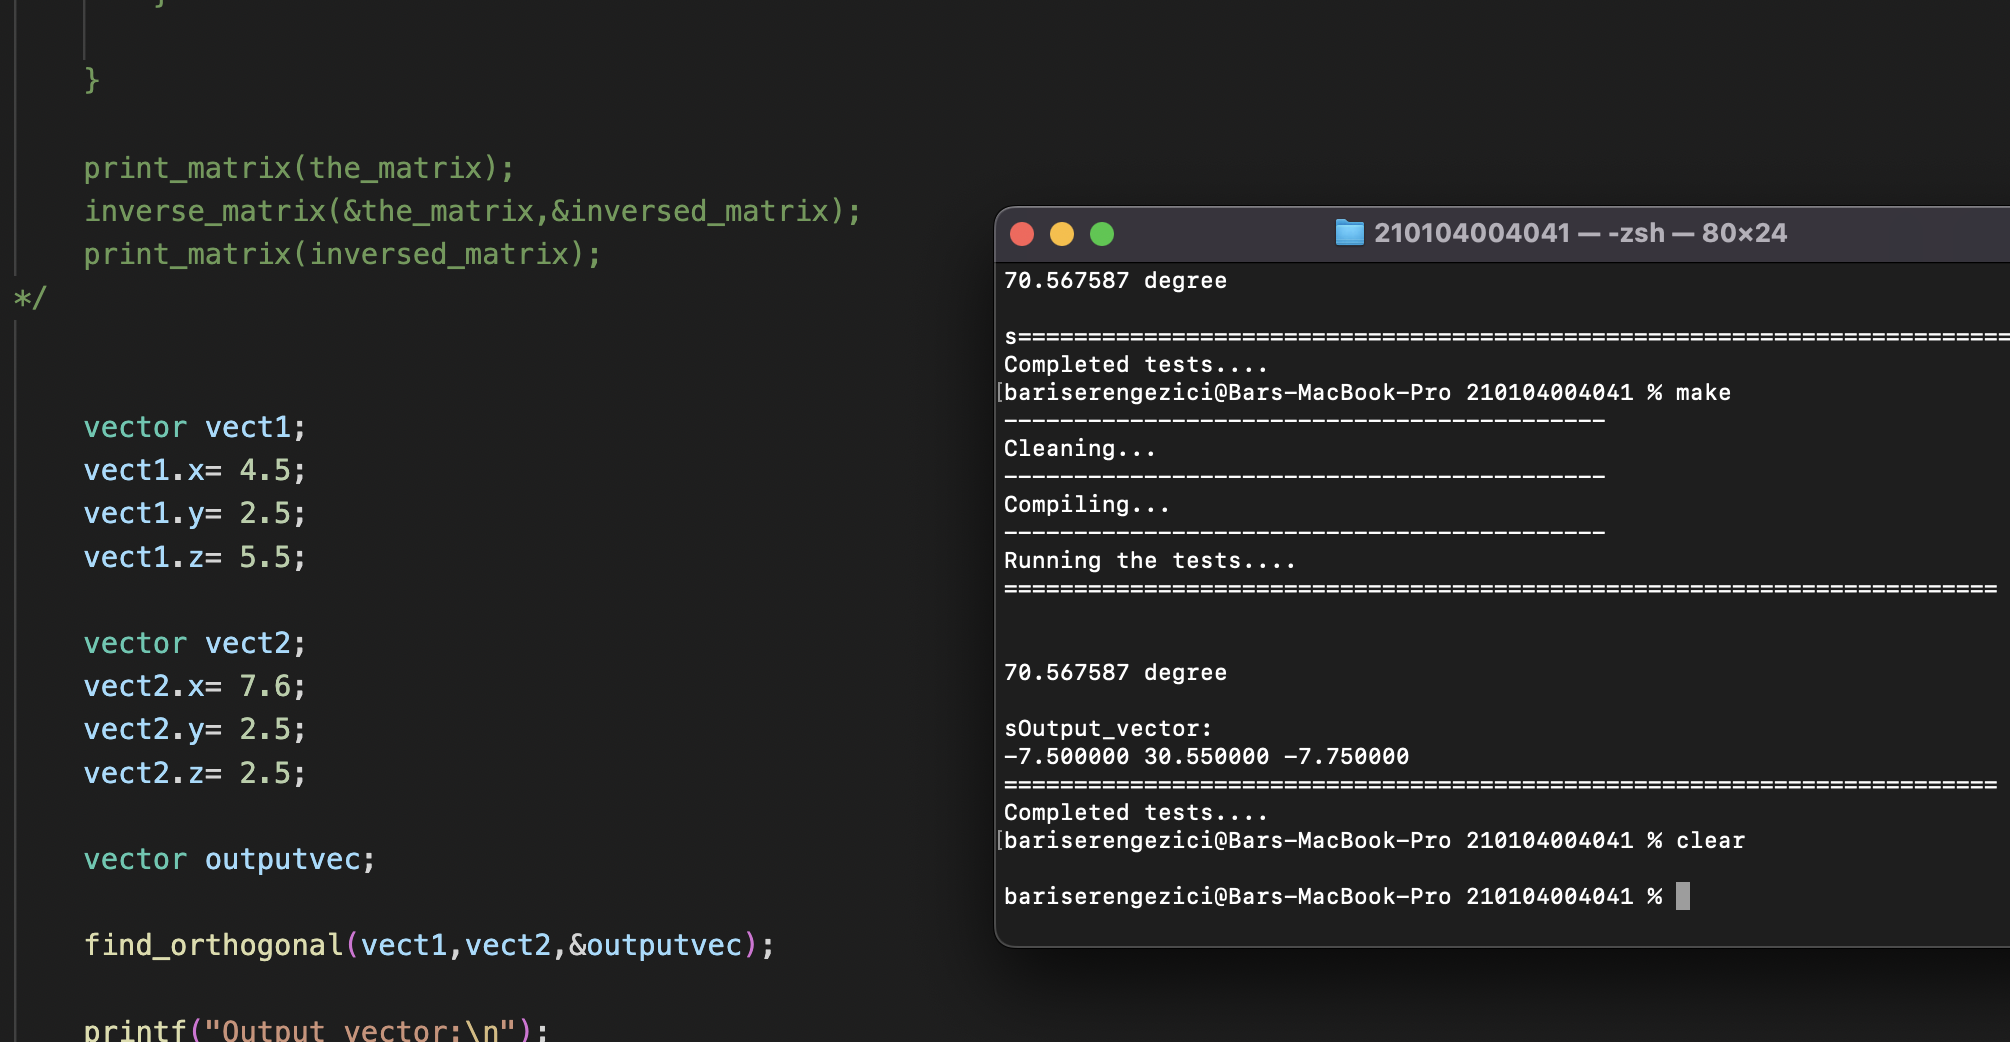 }
}
print_matrix(the_matrix);
inverse_matrix(&the_matrix,&inversed_matrix);
print_matrix(inversed_matrix);
*/
vector vect1;
vect1.x= 4.5;
vect1.y= 2.5;
vect1.z= 5.5;
vector vect2;
vect2.x= 7.6;
vect2.y= 2.5;
vect2.z= 2.5;
vector outputvec;
find_orthogonal(vect1,vect2,&outputvec);
printf("Output vector:\n");
210104004041 — -zsh — 80×24
70.567587 degree
s=======================================================================
Completed tests....
[bariserengezici@Bars-MacBook-Pro 210104004041 % make
-------------------------------------------
Cleaning...
-------------------------------------------
Compiling...
-------------------------------------------
Running the tests....
=======================================================================
70.567587 degree
sOutput_vector:
-7.500000 30.550000 -7.750000
=======================================================================
Completed tests....
[bariserengezici@Bars-MacBook-Pro 210104004041 % clear
bariserengezici@Bars-MacBook-Pro 210104004041 %